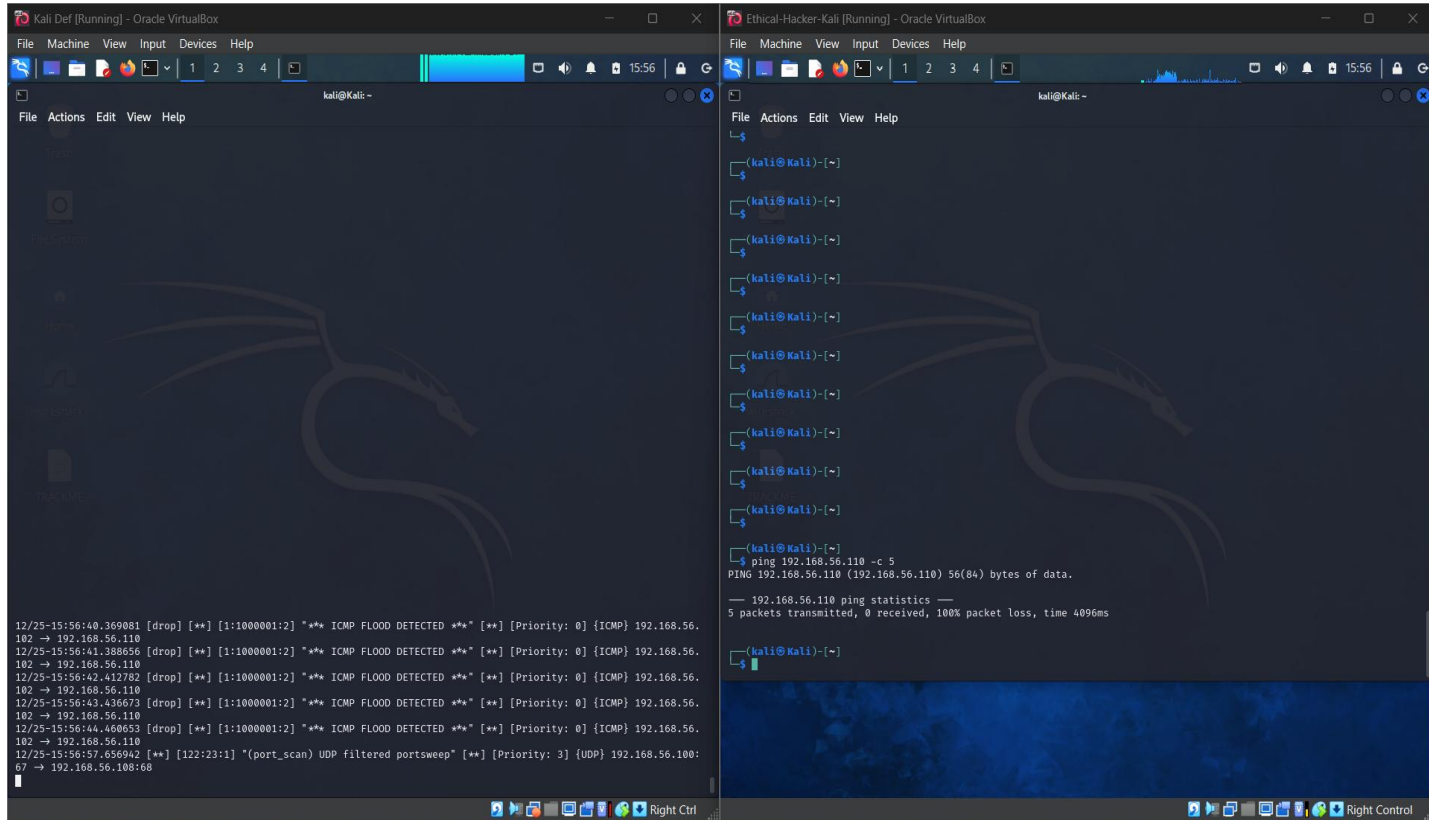 Kali Def [Running] - Oracle VirtualBox
File Machine View Input Devices Help
1 2 3 4
15:56
kali@Kali: ~
File Actions Edit View Help
12/25-15:56:40.369081 [drop] [**] [1:1000001:2] "*** ICMP FLOOD DETECTED ***" [**] [Priority: 0] {ICMP} 192.168.56.
102 → 192.168.56.110
12/25-15:56:41.388656 [drop] [**] [1:1000001:2] "*** ICMP FLOOD DETECTED ***" [**] [Priority: 0] {ICMP} 192.168.56.
102 → 192.168.56.110
12/25-15:56:42.412782 [drop] [**] [1:1000001:2] "*** ICMP FLOOD DETECTED ***" [**] [Priority: 0] {ICMP} 192.168.56.
102 → 192.168.56.110
12/25-15:56:43.436673 [drop] [**] [1:1000001:2] "*** ICMP FLOOD DETECTED ***" [**] [Priority: 0] {ICMP} 192.168.56.
102 → 192.168.56.110
12/25-15:56:44.460653 [drop] [**] [1:1000001:2] "*** ICMP FLOOD DETECTED ***" [**] [Priority: 0] {ICMP} 192.168.56.
102 → 192.168.56.110
12/25-15:56:57.656942 [**] [122:23:1] "(port_scan) UDP filtered portsweep" [**] [Priority: 3] {UDP} 192.168.56.100:
67 → 192.168.56.108:68
Right Ctrl
Ethical-Hacker-Kali [Running] - Oracle VirtualBox
File Machine View Input Devices Help
1 2 3 4
15:56
kali@Kali: ~
File Actions Edit View Help
└─$
┌──(kali㉿Kali)-[~]
└─$
┌──(kali㉿Kali)-[~]
└─$
┌──(kali㉿Kali)-[~]
└─$
┌──(kali㉿Kali)-[~]
└─$
┌──(kali㉿Kali)-[~]
└─$
┌──(kali㉿Kali)-[~]
└─$
┌──(kali㉿Kali)-[~]
└─$
┌──(kali㉿Kali)-[~]
└─$
┌──(kali㉿Kali)-[~]
└─$
┌──(kali㉿Kali)-[~]
└─$
┌──(kali㉿Kali)-[~]
└─$ ping 192.168.56.110 -c 5
PING 192.168.56.110 (192.168.56.110) 56(84) bytes of data.
— 192.168.56.110 ping statistics —
5 packets transmitted, 0 received, 100% packet loss, time 4096ms
┌──(kali㉿Kali)-[~]
└─$
Right Control